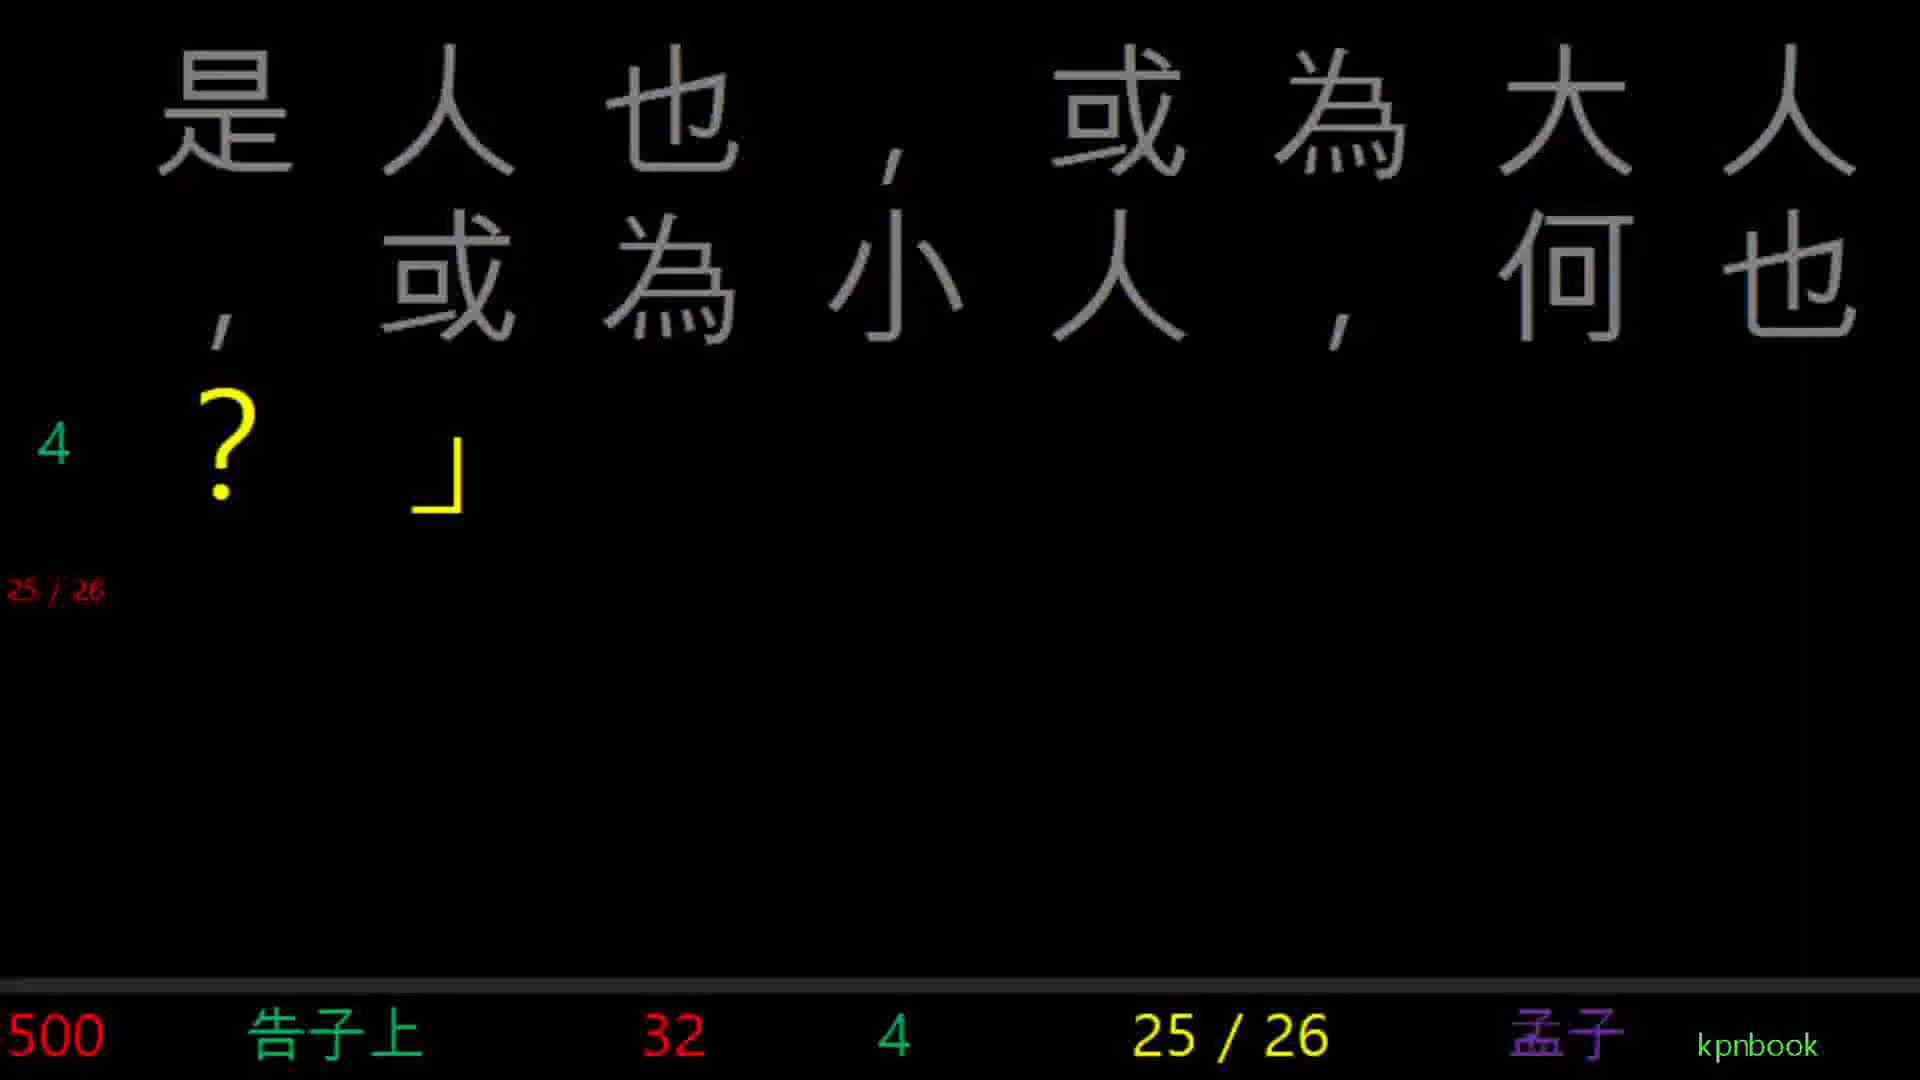 是人也,或為大人
,或為小人,何也
4 ?」
25 / 26
500 告子上 32 4 25 / 26 孟子 kpnbook